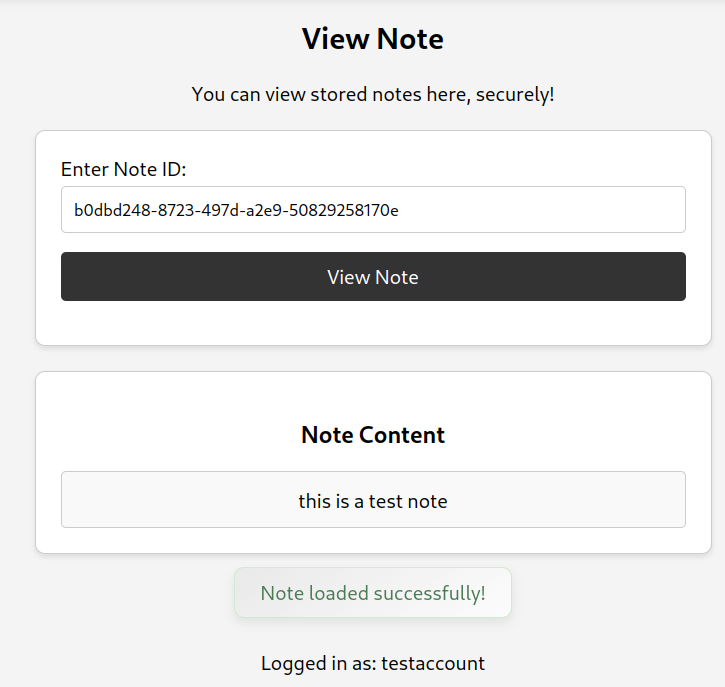 View Note
You can view stored notes here, securely!
Enter Note ID:
b0dbd248-8723-497d-a2e9-50829258170e
View Note
Note Content
this is a test note
Note loaded successfully!
Logged in as: testaccount